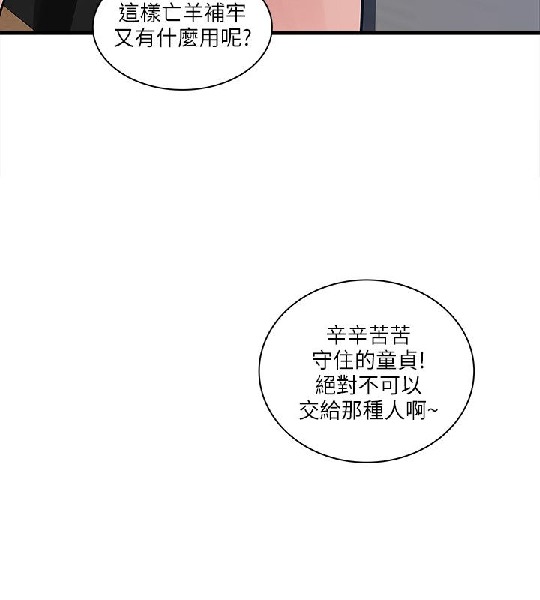 這樣亡羊補牢
又有什麼用呢?
辛辛苦苦
守住的童貞!
絕對不可以
交給那種人啊~